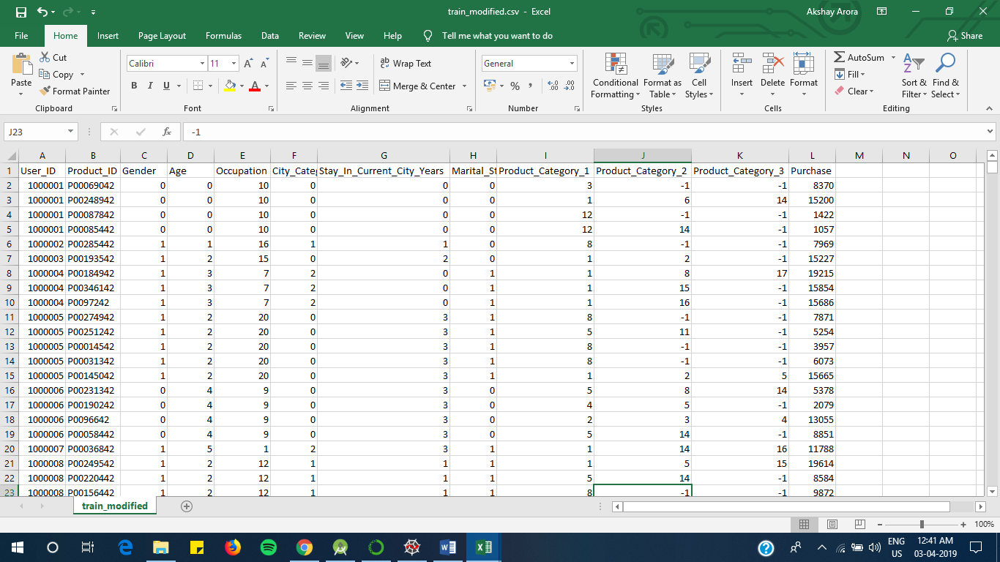 train_modified.csv - Excel
Akshay Arora
File Home Insert Page Layout Formulas Data Review View Help Tell me what you want to do Share
Paste
Cut
Copy
Format Painter
Clipboard
Calibri 11
B I U
Font
Wrap Text
Merge & Center
Alignment
General
Number
Conditional Formatting
Format as Table
Cell Styles
Styles
Insert Delete Format
Cells
AutoSum
Fill
Clear
Sort & Filter
Find & Select
Editing
J23 fx -1
A B C D E F G H I J K L M N O
1 User_ID Product_ID Gender Age Occupation City_Cate Stay_In_Current_City_Years Marital_St Product_Category_1 Product_Category_2 Product_Category_3 Purchase
2 1000001 P00069042 0 0 10 0 0 0 3 -1 -1 8370
3 1000001 P00248942 0 0 10 0 0 0 1 6 14 15200
4 1000001 P00087842 0 0 10 0 0 0 12 -1 -1 1422
5 1000001 P00085442 0 0 10 0 0 0 12 14 -1 1057
6 1000002 P00285442 1 1 16 1 1 0 8 -1 -1 7969
7 1000003 P00193542 1 2 15 0 2 0 1 2 -1 15227
8 1000004 P00184942 1 3 7 2 0 1 1 8 17 19215
9 1000004 P00346142 1 3 7 2 0 1 1 15 -1 15854
10 1000004 P0097242 1 3 7 2 0 1 1 16 -1 15686
11 1000005 P00274942 1 2 20 0 3 1 8 -1 -1 7871
12 1000005 P00251242 1 2 20 0 3 1 5 11 -1 5254
13 1000005 P00014542 1 2 20 0 3 1 8 -1 -1 3957
14 1000005 P00031342 1 2 20 0 3 1 8 -1 -1 6073
15 1000005 P00145042 1 2 20 0 3 1 1 2 5 15665
16 1000006 P00231342 0 4 9 0 3 0 5 8 14 5378
17 1000006 P00190242 0 4 9 0 3 0 4 5 -1 2079
18 1000006 P0096642 0 4 9 0 3 0 2 3 4 13055
19 1000006 P00058442 0 4 9 0 3 0 5 14 -1 8851
20 1000007 P00036842 1 5 1 2 3 1 1 14 16 11788
21 1000008 P00249542 1 2 12 1 1 1 1 5 15 19614
22 1000008 P00220442 1 2 12 1 1 1 5 14 -1 8584
23 1000008 P00156442 1 2 12 1 1 1 8 -1 -1 9872
train_modified
100%
ENG
US
12:41 AM
03-04-2019